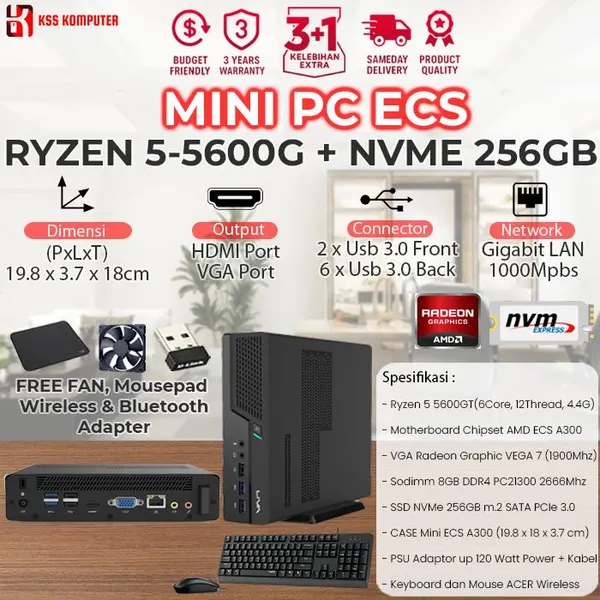 KSS KOMPUTER
BUDGET
FRIENDLY
3
3 YEARS
WARRANTY
3+1
KELEBIHAN
EXTRA
SAMEDAY
DELIVERY
PRODUCT
QUALITY
MINI PC ECS
RYZEN 5-5600G + NVME 256GB
Dimensi
(PxLxT)
19.8 x 3.7 x 18cm
Output
HDMI Port
VGA Port
Connector
2 x Usb 3.0 Front
6 x Usb 3.0 Back
Network
Gigabit LAN
1000Mpbs
RADEON
GRAPHICS
AMD
nvm
EXPRESS
FREE FAN, Mousepad
Wireless & Bluetooth
Adapter
Spesifikasi :
- Ryzen 5 5600GT(6Core, 12Thread, 4.4G)
- Motherboard Chipset AMD ECS A300
- VGA Radeon Graphic VEGA 7 (1900Mhz)
- Sodimm 8GB DDR4 PC21300 2666Mhz
- SSD NVMe 256GB m.2 SATA PCIe 3.0
- CASE Mini ECS A300 (19.8 x 18 x 3.7 cm)
- PSU Adaptor up 120 Watt Power + Kabel
- Keyboard dan Mouse ACER Wireless